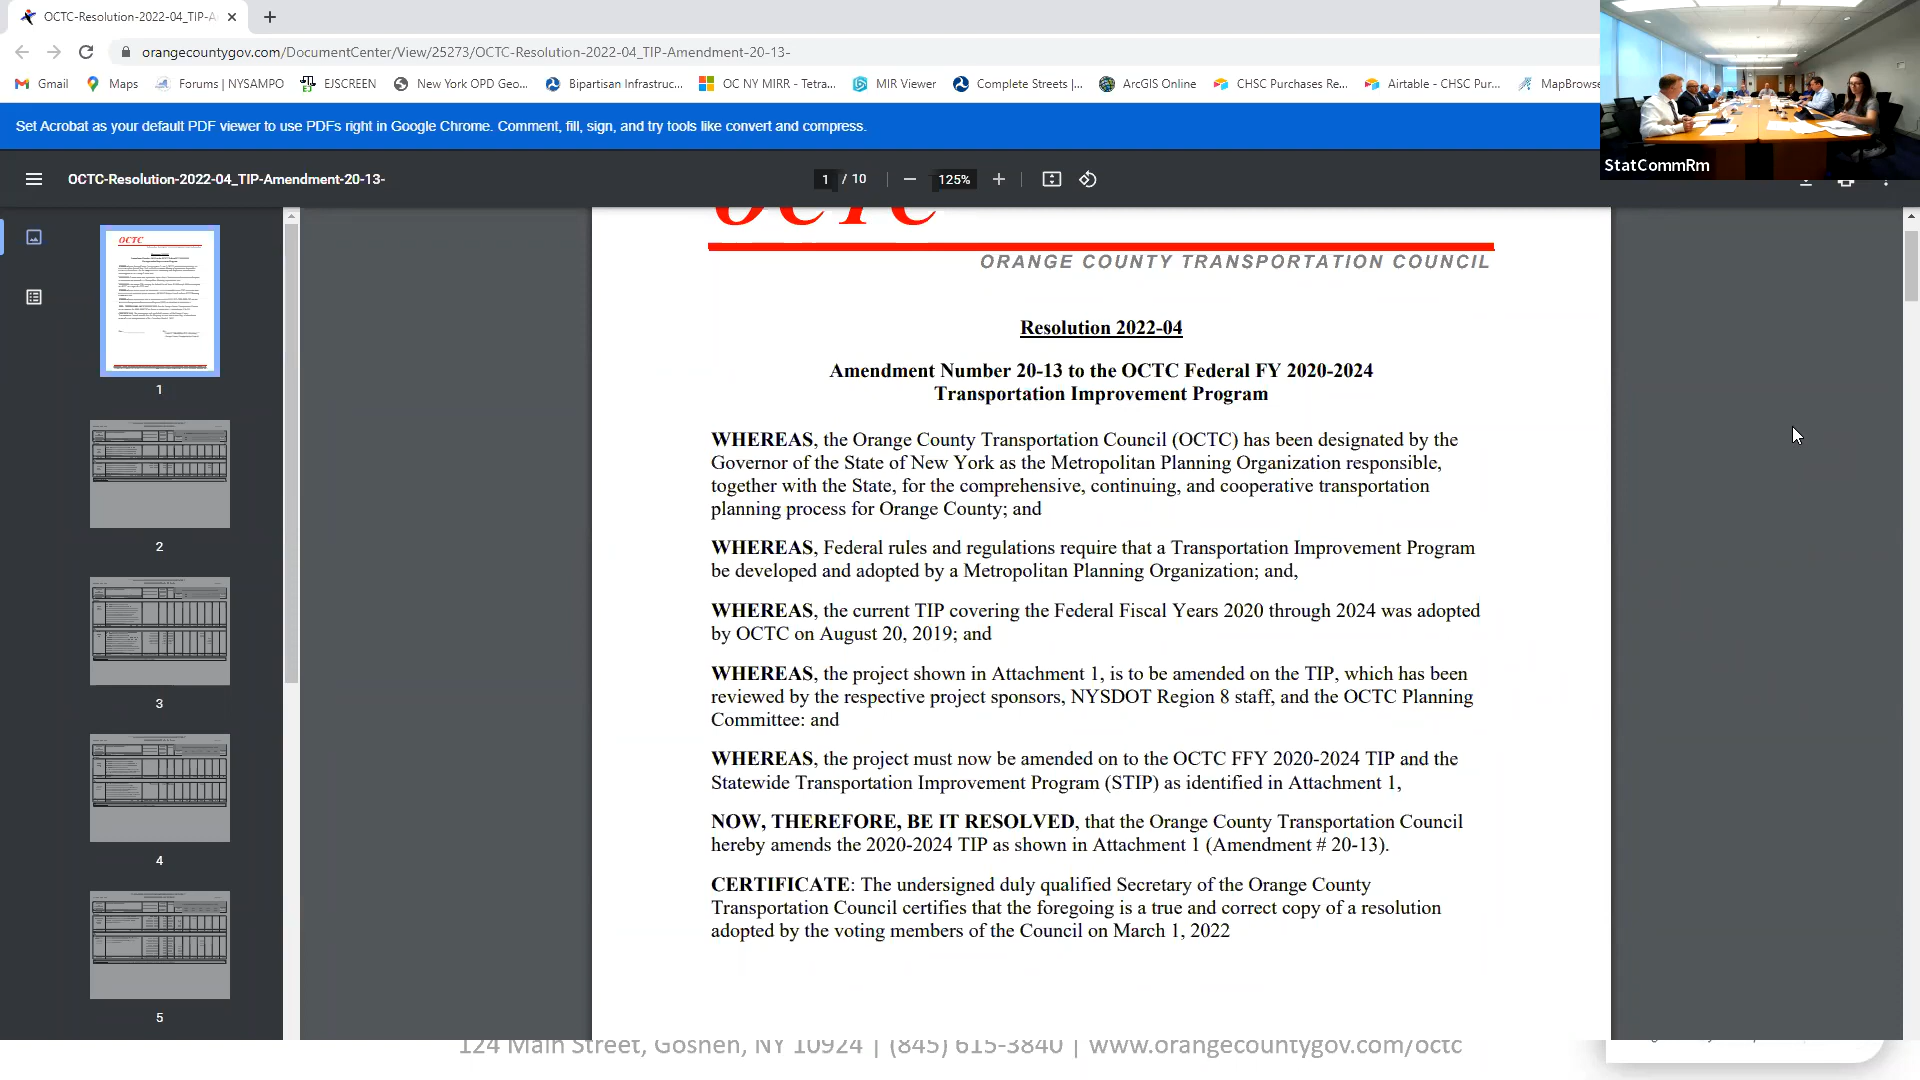 OCTC-Resolution-2022-04_TIP-A
orangecountygov.com/DocumentCenter/View/25273/OCTC-Resolution-2022-04_TIP-Amendment-20-13-
Gmail Maps Forums | NYSAMPO EJSCREEN New York OPD Geo... Bipartisan Infrastruc... OC NY MIRR - Tetra... MIR Viewer Complete Streets |... ArcGIS Online CHSC Purchases Re... Airtable - CHSC Pur... MapBrowse
Set Acrobat as your default PDF viewer to use PDFs right in Google Chrome. Comment, fill, sign, and try tools like convert and compress.
StatCommRm
OCTC-Resolution-2022-04_TIP-Amendment-20-13-
1 / 10
125%
OCTC
1
2
3
4
5
OCTC
ORANGE COUNTY TRANSPORTATION COUNCIL
Resolution 2022-04
Amendment Number 20-13 to the OCTC Federal FY 2020-2024
Transportation Improvement Program
WHEREAS, the Orange County Transportation Council (OCTC) has been designated by the
Governor of the State of New York as the Metropolitan Planning Organization responsible,
together with the State, for the comprehensive, continuing, and cooperative transportation
planning process for Orange County; and
WHEREAS, Federal rules and regulations require that a Transportation Improvement Program
be developed and adopted by a Metropolitan Planning Organization; and,
WHEREAS, the current TIP covering the Federal Fiscal Years 2020 through 2024 was adopted
by OCTC on August 20, 2019; and
WHEREAS, the project shown in Attachment 1, is to be amended on the TIP, which has been
reviewed by the respective project sponsors, NYSDOT Region 8 staff, and the OCTC Planning
Committee: and
WHEREAS, the project must now be amended on to the OCTC FFY 2020-2024 TIP and the
Statewide Transportation Improvement Program (STIP) as identified in Attachment 1,
NOW, THEREFORE, BE IT RESOLVED, that the Orange County Transportation Council
hereby amends the 2020-2024 TIP as shown in Attachment 1 (Amendment # 20-13).
CERTIFICATE: The undersigned duly qualified Secretary of the Orange County
Transportation Council certifies that the foregoing is a true and correct copy of a resolution
adopted by the voting members of the Council on March 1, 2022
124 Main Street, Goshen, NY 10924 | (845) 615-3840 | www.orangecountygov.com/octc